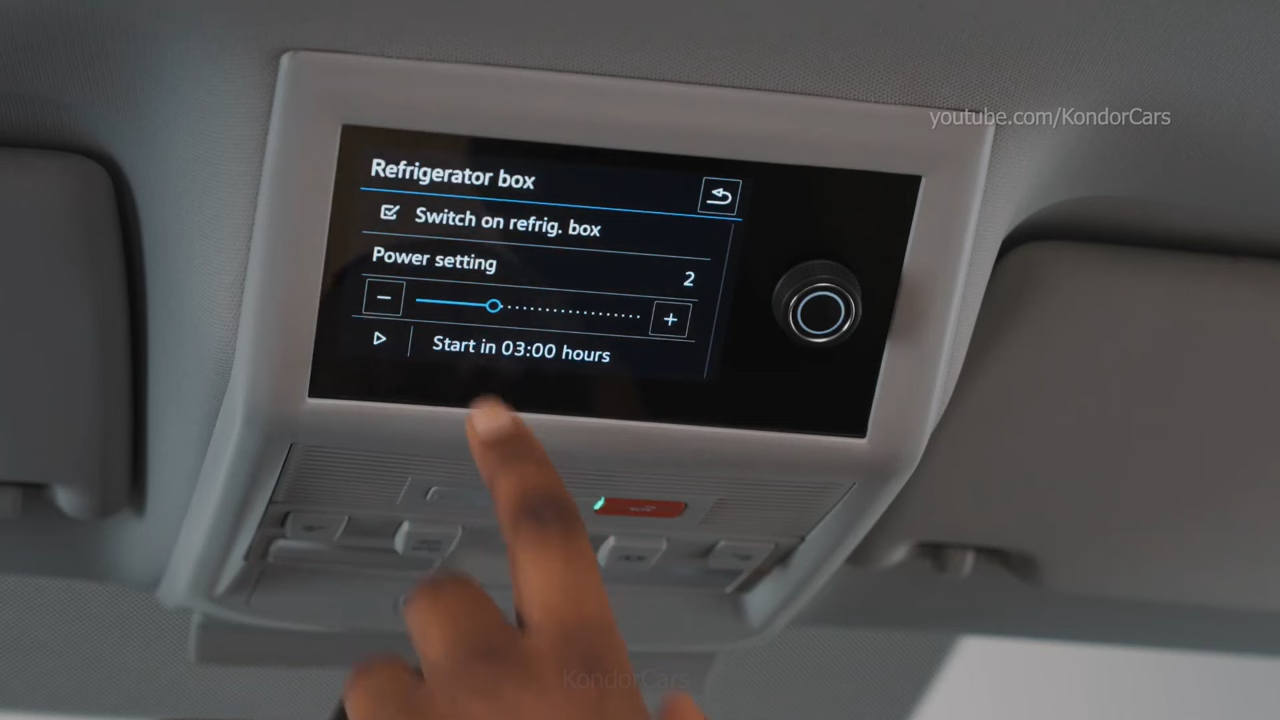 youtube.com/KondorCars
Refrigerator box
Switch on refrig. box
Power setting
2
Start in 03:00 hours
KondorCars